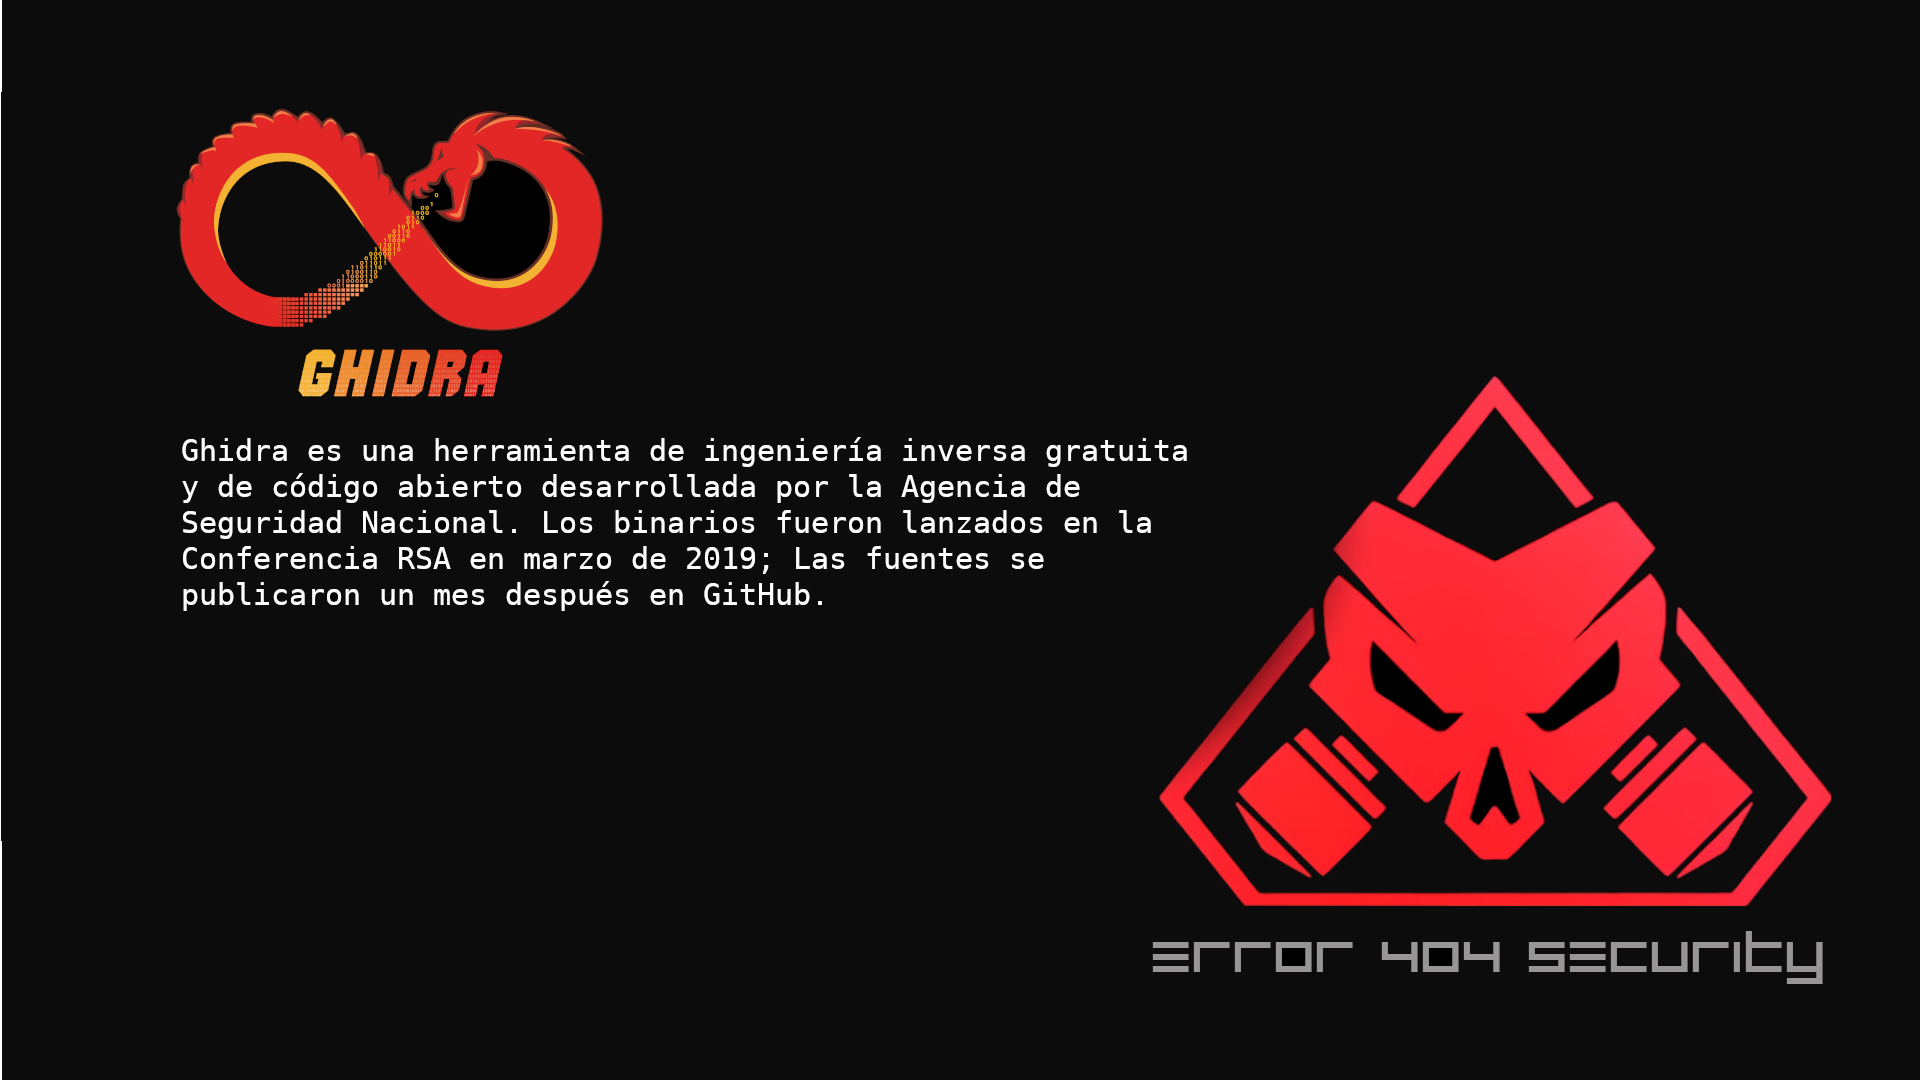 GHIDRA
Ghidra es una herramienta de ingeniería inversa gratuita
y de código abierto desarrollada por la Agencia de
Seguridad Nacional. Los binarios fueron lanzados en la
Conferencia RSA en marzo de 2019; Las fuentes se
publicaron un mes después en GitHub.
Error 404 Security